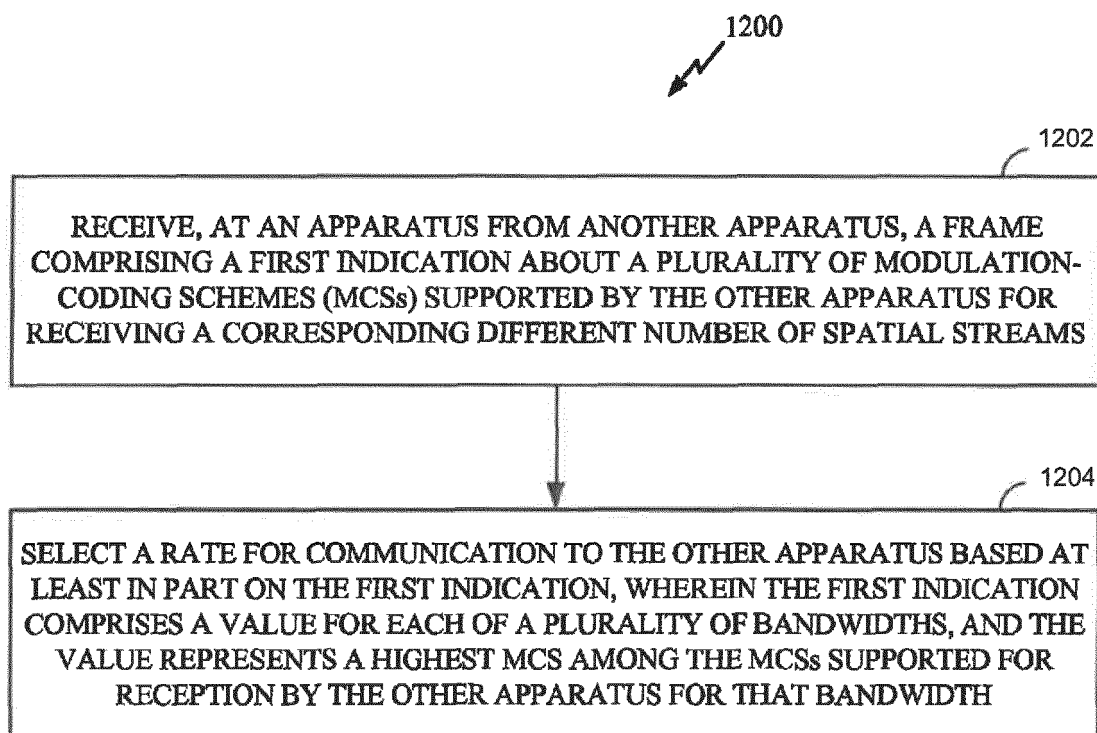 1200
1202
RECEIVE, AT AN APPARATUS FROM ANOTHER APPARATUS, A FRAME
COMPRISING A FIRST INDICATION ABOUT A PLURALITY OF MODULATION-
CODING SCHEMES (MCSs) SUPPORTED BY THE OTHER APPARATUS FOR
RECEIVING A CORRESPONDING DIFFERENT NUMBER OF SPATIAL STREAMS
1204
SELECT A RATE FOR COMMUNICATION TO THE OTHER APPARATUS BASED AT
LEAST IN PART ON THE FIRST INDICATION, WHEREIN THE FIRST INDICATION
COMPRISES A VALUE FOR EACH OF A PLURALITY OF BANDWIDTHS, AND THE
VALUE REPRESENTS A HIGHEST MCS AMONG THE MCSs SUPPORTED FOR
RECEPTION BY THE OTHER APPARATUS FOR THAT BANDWIDTH